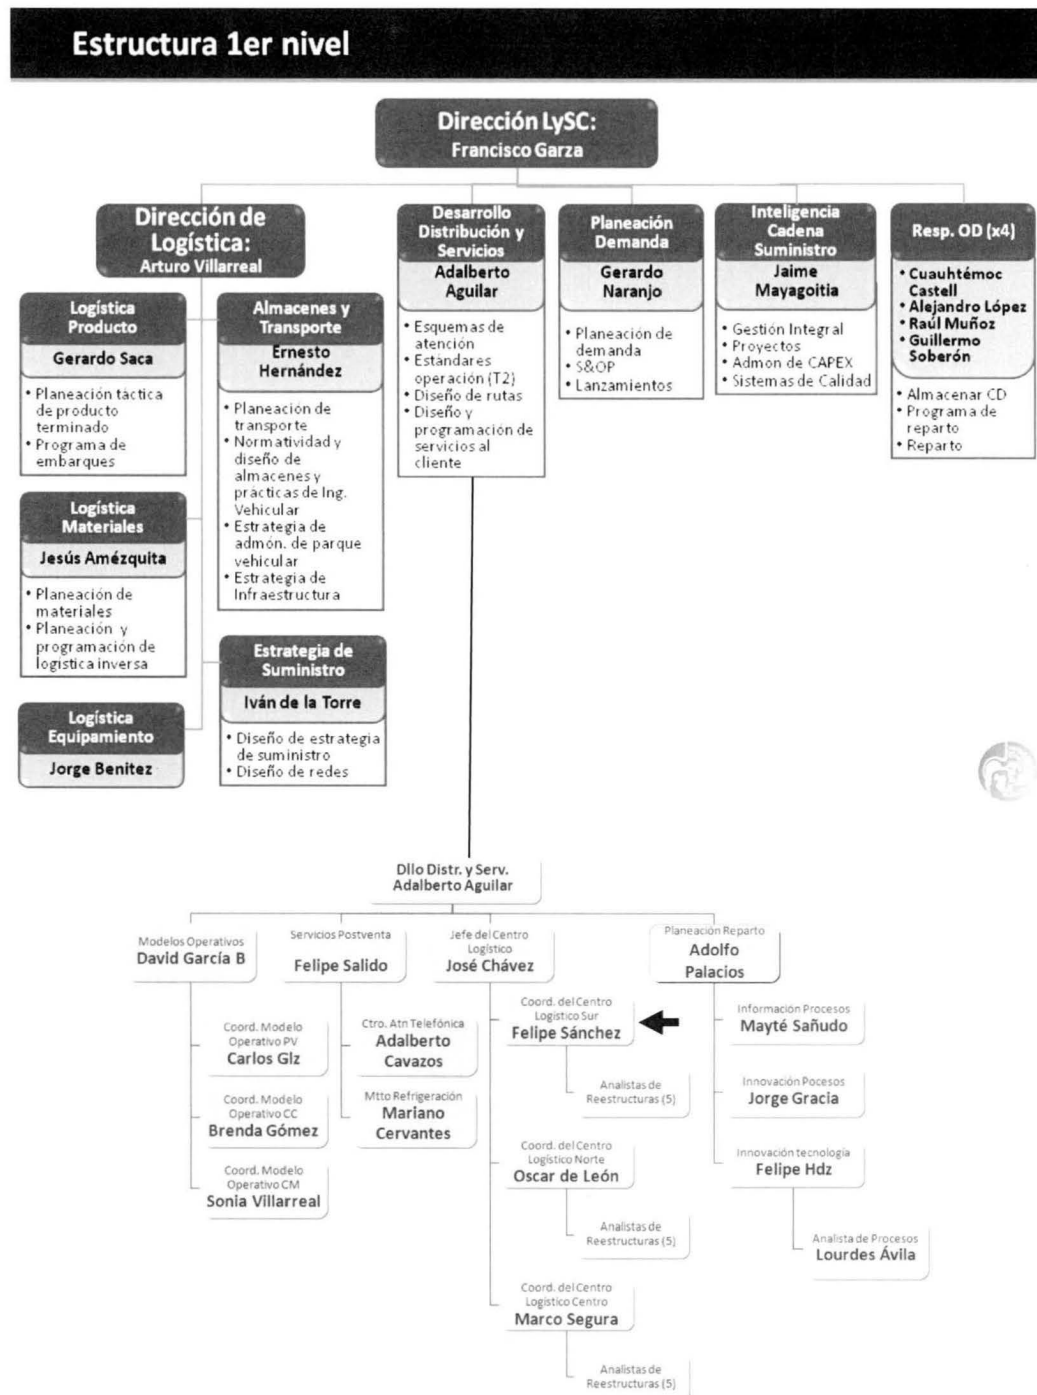 Estructura 1er nivel
Dirección LySC:
Francisco Garza
Dirección de
Logística:
Arturo Villarreal
Logística
Producto
Gerardo Saca
• Planeación táctica
de producto
terminado
• Programa de
embarques
Logística
Materiales
Jesús Amézquita
• Planeación de
materiales
• Planeación y
programación de
logistica inversa
Logística
Equipamiento
Jorge Benitez
Almacenes y
Transporte
Ernesto
Hernández
• Planeación de
transporte
• Normatividad y
diseño de
almacenes y
prácticas de Ing.
Vehicular
• Estrategia de
admón. de parque
vehicular
• Estrategia de
Infraestructura
Estrategia de
Suministro
Iván de la Torre
• Diseño de estrategia
de suministro
• Diseño de redes
Desarrollo
Distribución y
Servicios
Adalberto
Aguilar
• Esquemas de
atención
• Estándares
operación (T2)
• Diseño de rutas
• Diseño y
programación de
servicios al
cliente
Planeación
Demanda
Gerardo
Naranjo
• Planeación de
demanda
• S&OP
• Lanzamientos
Inteligencia
Cadena
Suministro
Jaime
Mayagoitia
• Gestión Integral
• Proyectos
• Admon de CAPEX
• Sistemas de Calidad
Resp. OD (x4)
• Cuauhtémoc
Castell
• Alejandro López
• Raúl Muñoz
• Guillermo
Soberón
• Almacenar CD
• Programa de
reparto
• Reparto
Dllo Distr. y Serv.
Adalberto Aguilar
Modelos Operativos
David García B
Coord. Modelo
Operativo PV
Carlos Glz
Coord. Modelo
Operativo CC
Brenda Gómez
Coord. Modelo
Operativo CM
Sonia Villarreal
Servicios Postventa
Felipe Salido
Ctro. Atn Telefónica
Adalberto
Cavazos
Mtto Refrigeración
Mariano
Cervantes
Jefe del Centro
Logístico
José Chávez
Coord. del Centro
Logístico Sur
Felipe Sánchez
Analistas de
Reestructuras (5)
Coord. del Centro
Logístico Norte
Oscar de León
Analistas de
Reestructuras (5)
Coord. del Centro
Logístico Centro
Marco Segura
Analistas de
Reestructuras (5)
Planeación Reparto
Adolfo
Palacios
Información Procesos
Mayté Sañudo
Innovación Pocesos
Jorge Gracia
Innovación tecnología
Felipe Hdz
Analista de Procesos
Lourdes Ávila